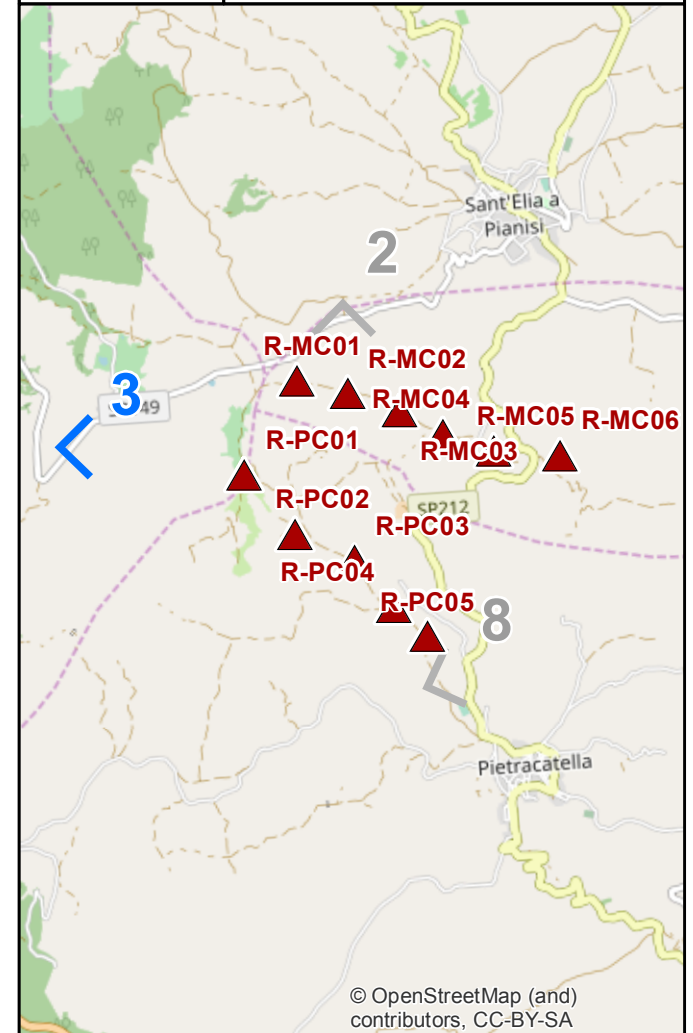 Sant'Elia a
Pianisi
2
R-MC01
R-MC02
3
49
R-MC04
R-MC05
R-MC06
R-PC01
R-MC03
R-PC02
SP212
R-PC03
R-PC04
R-PC05
8
Pietracatella
© OpenStreetMap (and)
contributors, CC-BY-SA